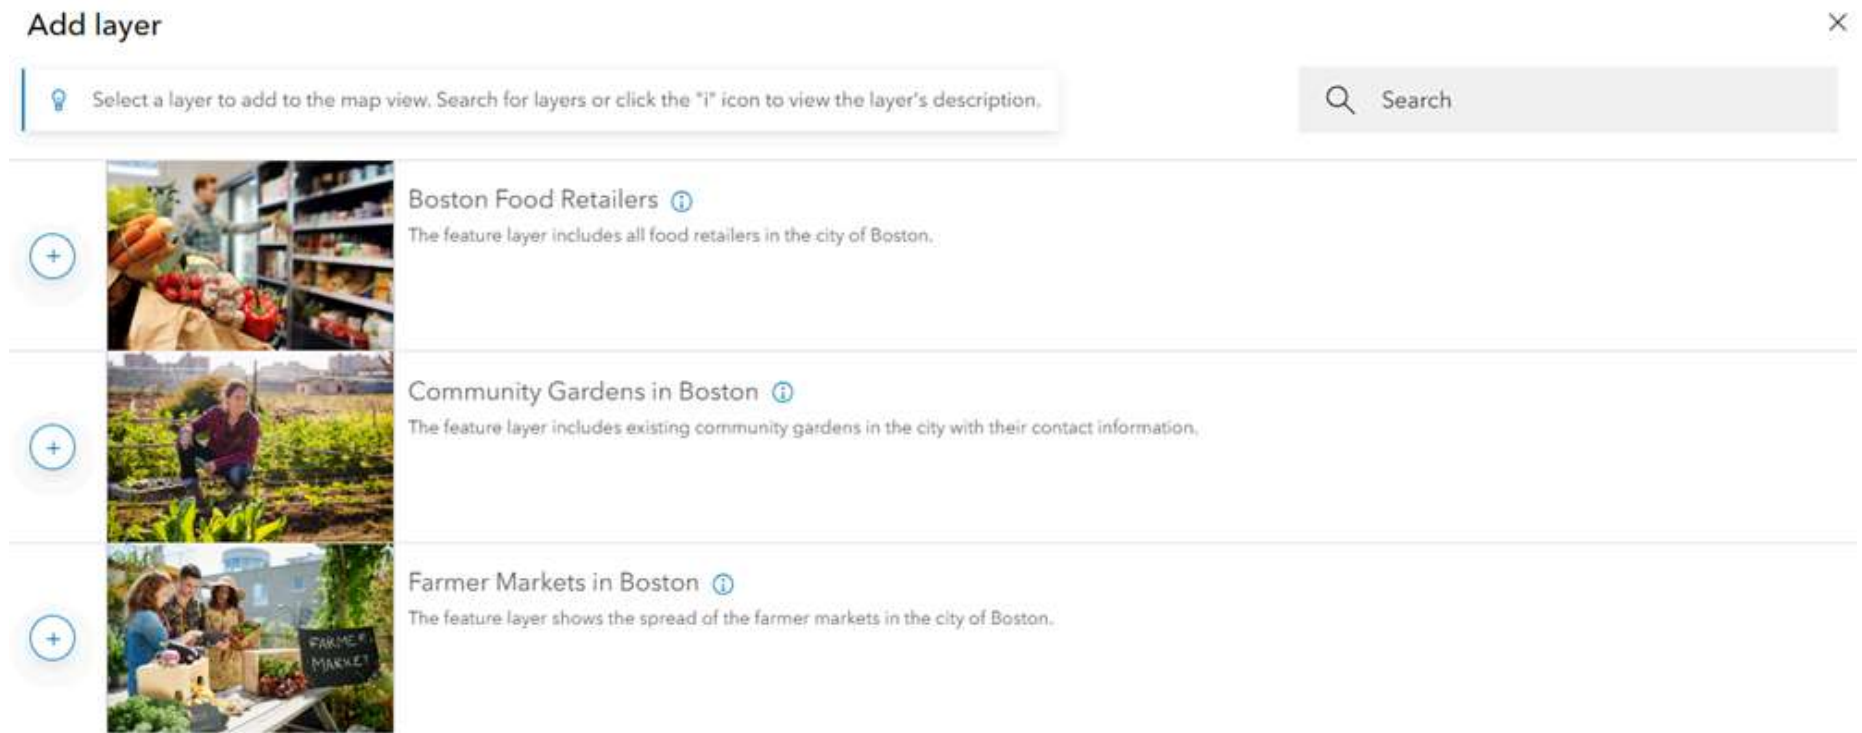 Add layer
Select a layer to add to the map view. Search for layers or click the "i" icon to view the layer's description.
Search
Boston Food Retailers
The feature layer includes all food retailers in the city of Boston.
Community Gardens in Boston
The feature layer includes existing community gardens in the city with their contact information.
Farmer Markets in Boston
The feature layer shows the spread of the farmer markets in the city of Boston.
FARMER
MARKET